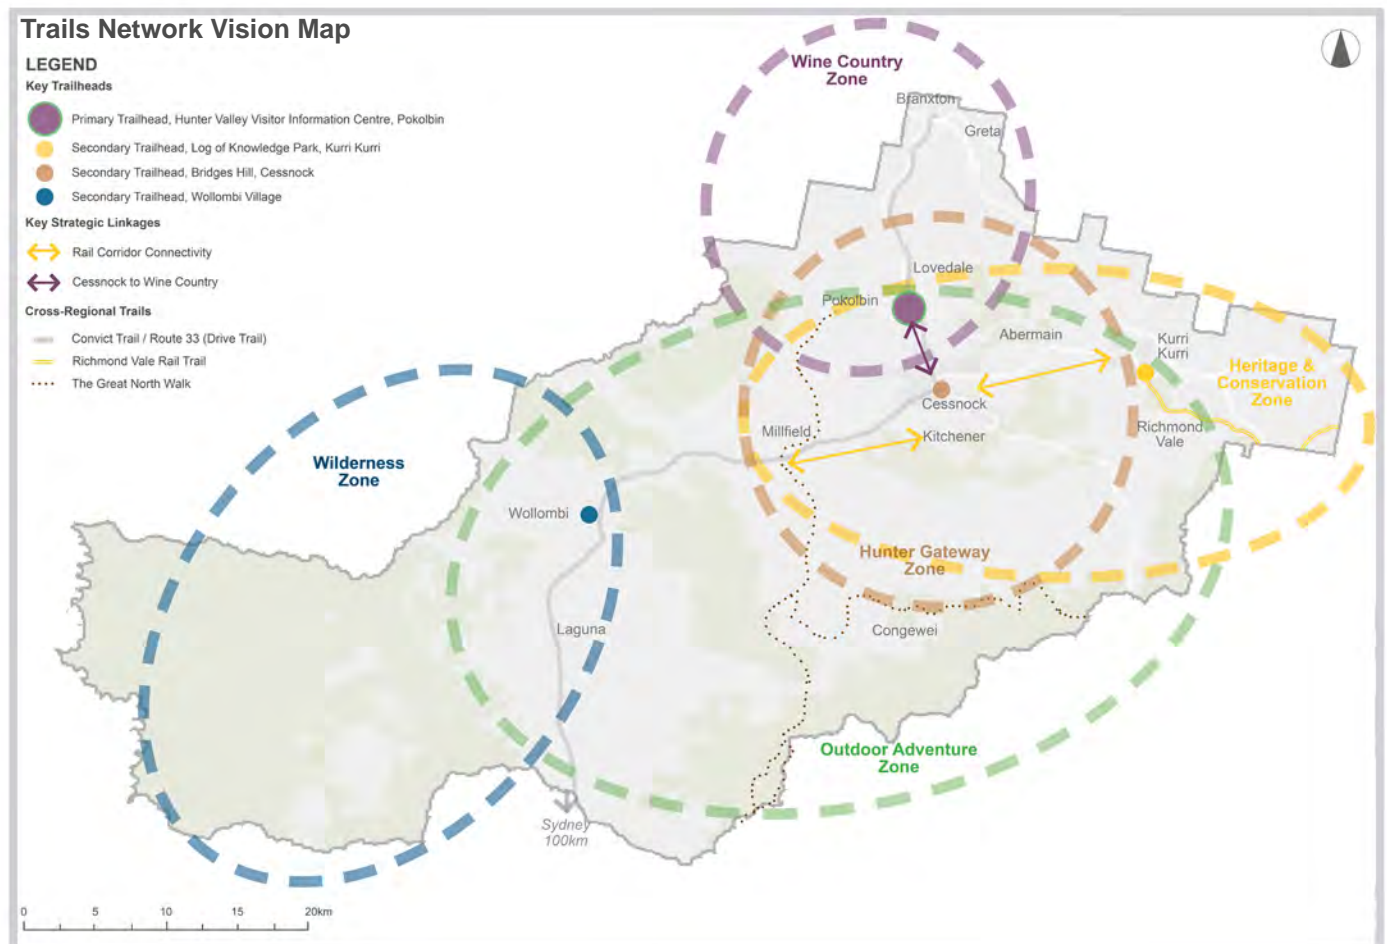 Trails Network Vision Map
LEGEND
Key Trailheads
Primary Trailhead, Hunter Valley Visitor Information Centre, Pokolbin
Secondary Trailhead, Log of Knowledge Park, Kurri Kurri
Secondary Trailhead, Bridges Hill, Cessnock
Secondary Trailhead, Wollombi Village
Key Strategic Linkages
Rail Corridor Connectivity
Cessnock to Wine Country
Cross-Regional Trails
Convict Trail / Route 33 (Drive Trail)
Richmond Vale Rail Trail
The Great North Walk
Wine Country
Zone
Branxton
Greta
Lovedale
Pokolbin
Abermain
Kurri
Kurri
Heritage &
Conservation
Zone
Cessnock
Richmond
Vale
Millfield
Kitchener
Wilderness
Zone
Wollombi
Hunter Gateway
Zone
Laguna
Congewei
Outdoor Adventure
Zone
Sydney
100km
0 5 10 15 20km